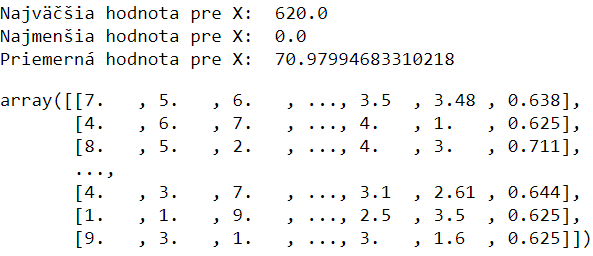 Najväčšia hodnota pre X:  620.0
Najmenšia hodnota pre X:  0.0
Priemerná hodnota pre X:  70.97994683310218
array([[7.   , 5.   , 6.   , ..., 3.5  , 3.48 , 0.638],
       [4.   , 6.   , 7.   , ..., 4.   , 1.   , 0.625],
       [8.   , 5.   , 2.   , ..., 4.   , 3.   , 0.711],
       ...,
       [4.   , 3.   , 7.   , ..., 3.1  , 2.61 , 0.644],
       [1.   , 1.   , 9.   , ..., 2.5  , 3.5  , 0.625],
       [9.   , 3.   , 1.   , ..., 3.   , 1.6  , 0.625]])